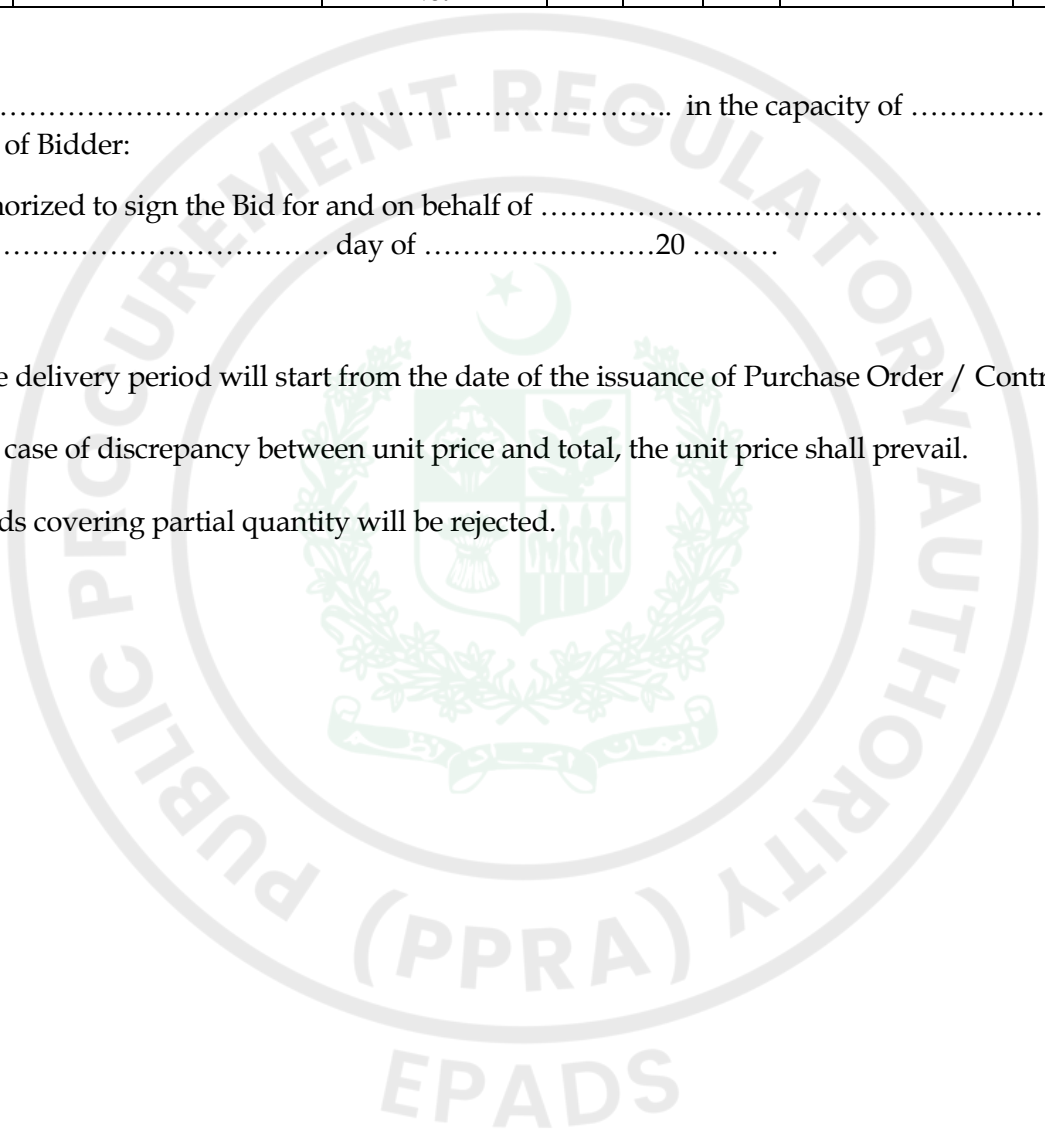 ……………………………………………………………….. in the capacity of ……………
of Bidder:
horized to sign the Bid for and on behalf of ………………………………………………
……………………………. day of …………………..20 ………
e delivery period will start from the date of the issuance of Purchase Order / Contr
case of discrepancy between unit price and total, the unit price shall prevail.
ds covering partial quantity will be rejected.
PUBLIC PROCUREMENT REGULATORY AUTHORITY
(PPRA)
EPADS